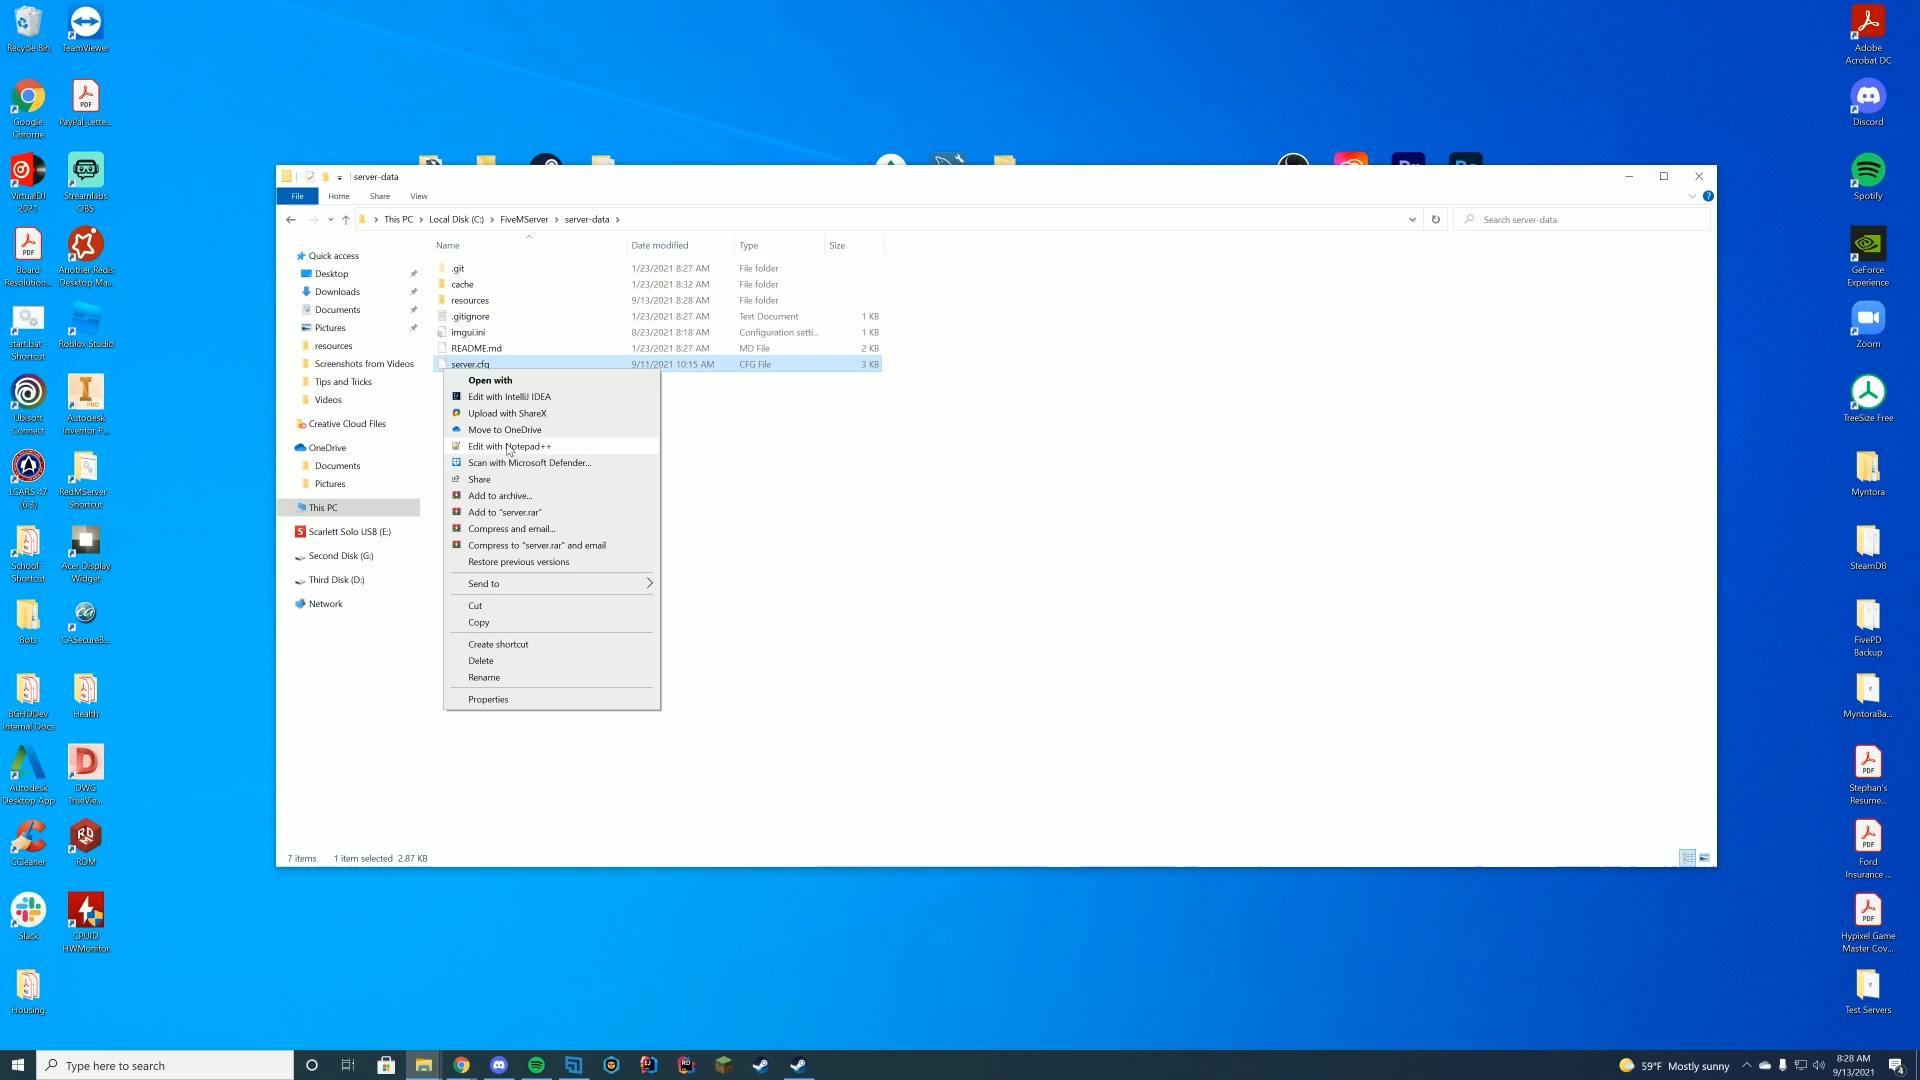 Recycle Bin
TeamViewer
Google Chrome
PayPal_Lette...
VirtualDJ 2021
Streamlabs OBS
Board Resolution...
Another Redis Desktop Ma...
start.bat - Shortcut
Roblox Studio
Ubisoft Connect
Autodesk Inventor P...
LCARS 47 (6.3)
RedMServer - Shortcut
School - Shortcut
Acer Display Widget
Bots
CASecureB...
BGHDDev Internal Docs
Health
Autodesk Desktop App
DWG TrueVie...
CCleaner
RDM
Slack
CPUID HWMonitor
Housing
server-data
File
Home
Share
View
This PC
Local Disk (C:)
FiveMServer
server-data
Search server-data
Quick access
Desktop
Downloads
Documents
Pictures
resources
Screenshots from Videos
Tips and Tricks
Videos
Creative Cloud Files
OneDrive
Documents
Pictures
This PC
Scarlett Solo USB (E:)
Second Disk (G:)
Third Disk (D:)
Network
Name Date modified Type Size
.git 1/23/2021 8:27 AM File folder
cache 1/23/2021 8:32 AM File folder
resources 9/13/2021 8:28 AM File folder
.gitignore 1/23/2021 8:27 AM Text Document 1 KB
imgui.ini 8/23/2021 8:18 AM Configuration setti... 1 KB
README.md 1/23/2021 8:27 AM MD File 2 KB
server.cfg 9/11/2021 10:15 AM CFG File 3 KB
Open with
Edit with IntelliJ IDEA
Upload with ShareX
Move to OneDrive
Edit with Notepad++
Scan with Microsoft Defender...
Share
Add to archive...
Add to "server.rar"
Compress and email...
Compress to "server.rar" and email
Restore previous versions
Send to
Cut
Copy
Create shortcut
Delete
Rename
Properties
7 items 1 item selected 2.87 KB
Adobe Acrobat DC
Discord
Spotify
GeForce Experience
Zoom
TreeSize Free
Myntora
SteamDB
FivePD Backup
MyntoraBa...
Stephan's Resume...
Ford Insurance ...
Hypixel Game Master Cov...
Test Servers
Type here to search
59°F Mostly sunny
8:28 AM
9/13/2021
4